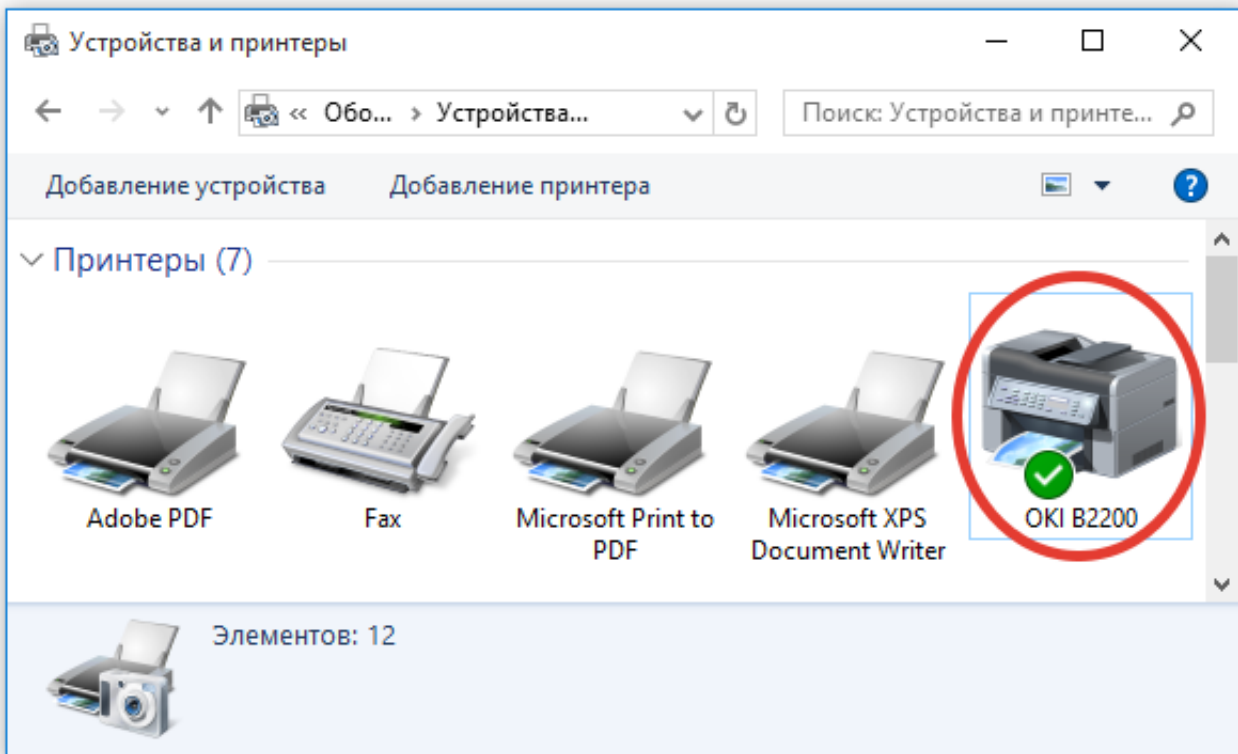 Устройства и принтеры
« Обо... › Устройства...
Поиск: Устройства и принте...
Добавление устройства
Добавление принтера
?
Принтеры (7)
Adobe PDF
Fax
Microsoft Print to
PDF
Microsoft XPS
Document Writer
OKI B2200
Элементов: 12